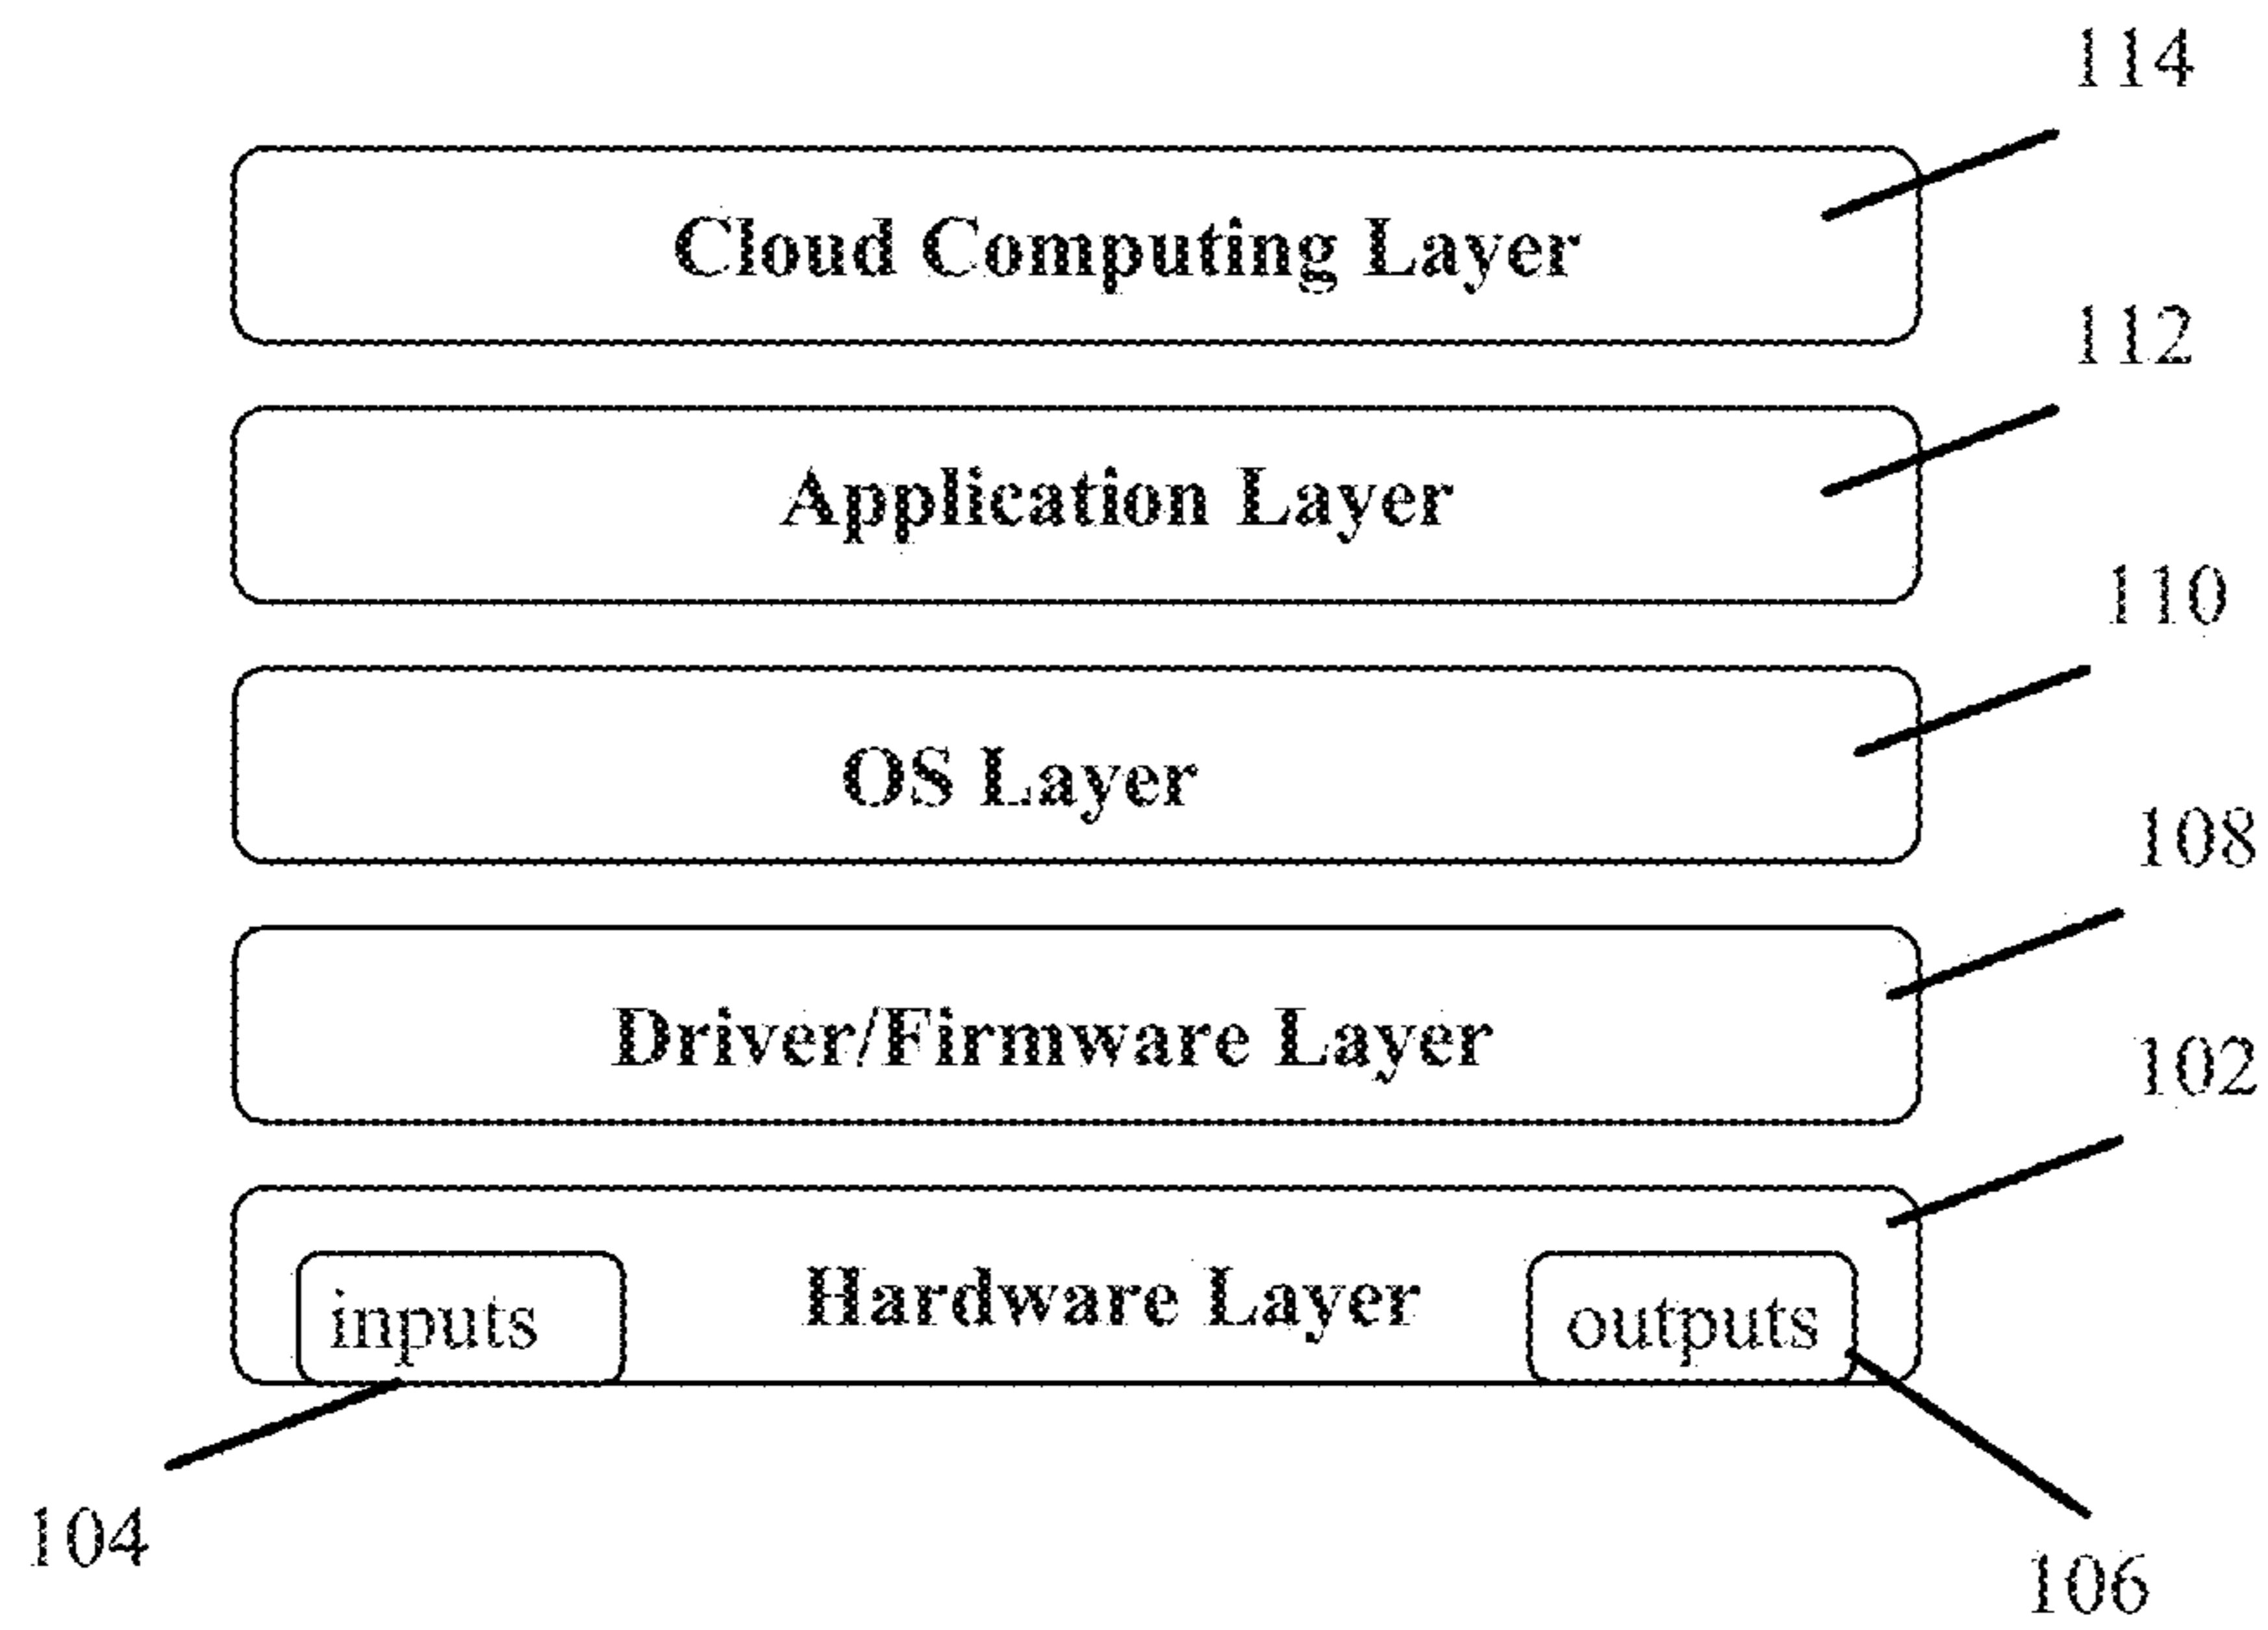 114
Cloud Computing Layer
112
Application Layer
110
OS Layer
108
Driver/Firmware Layer
102
inputs
Hardware Layer
outputs
104
106